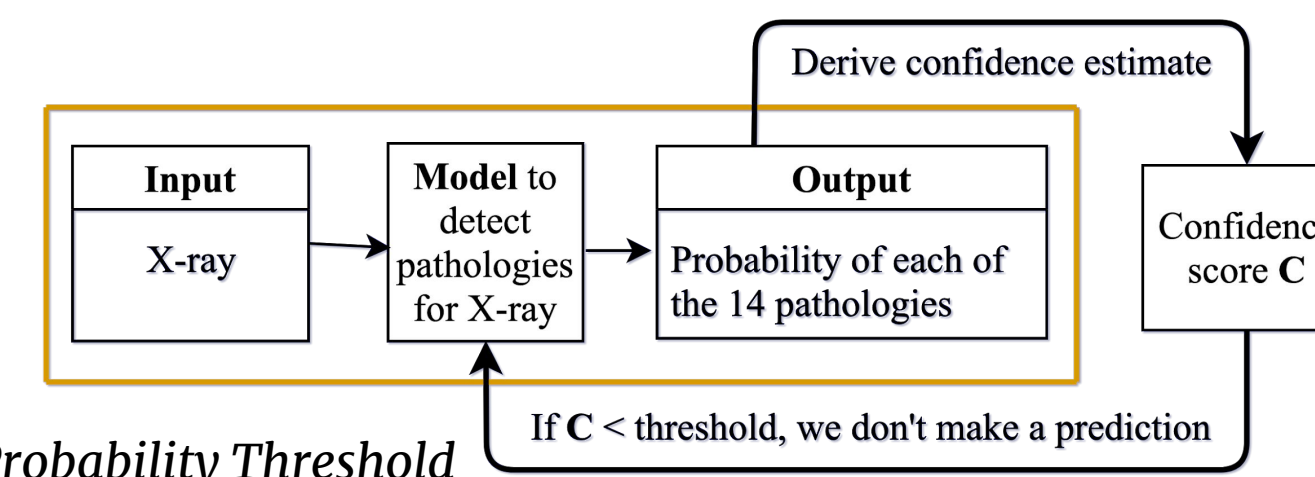 Derive confidence estimate
Input
X-ray
Model to
detect
pathologies
for X-ray
Output
Probability of each of
the 14 pathologies
Confidenc
score C
If C < threshold, we don't make a prediction
robability Threshold